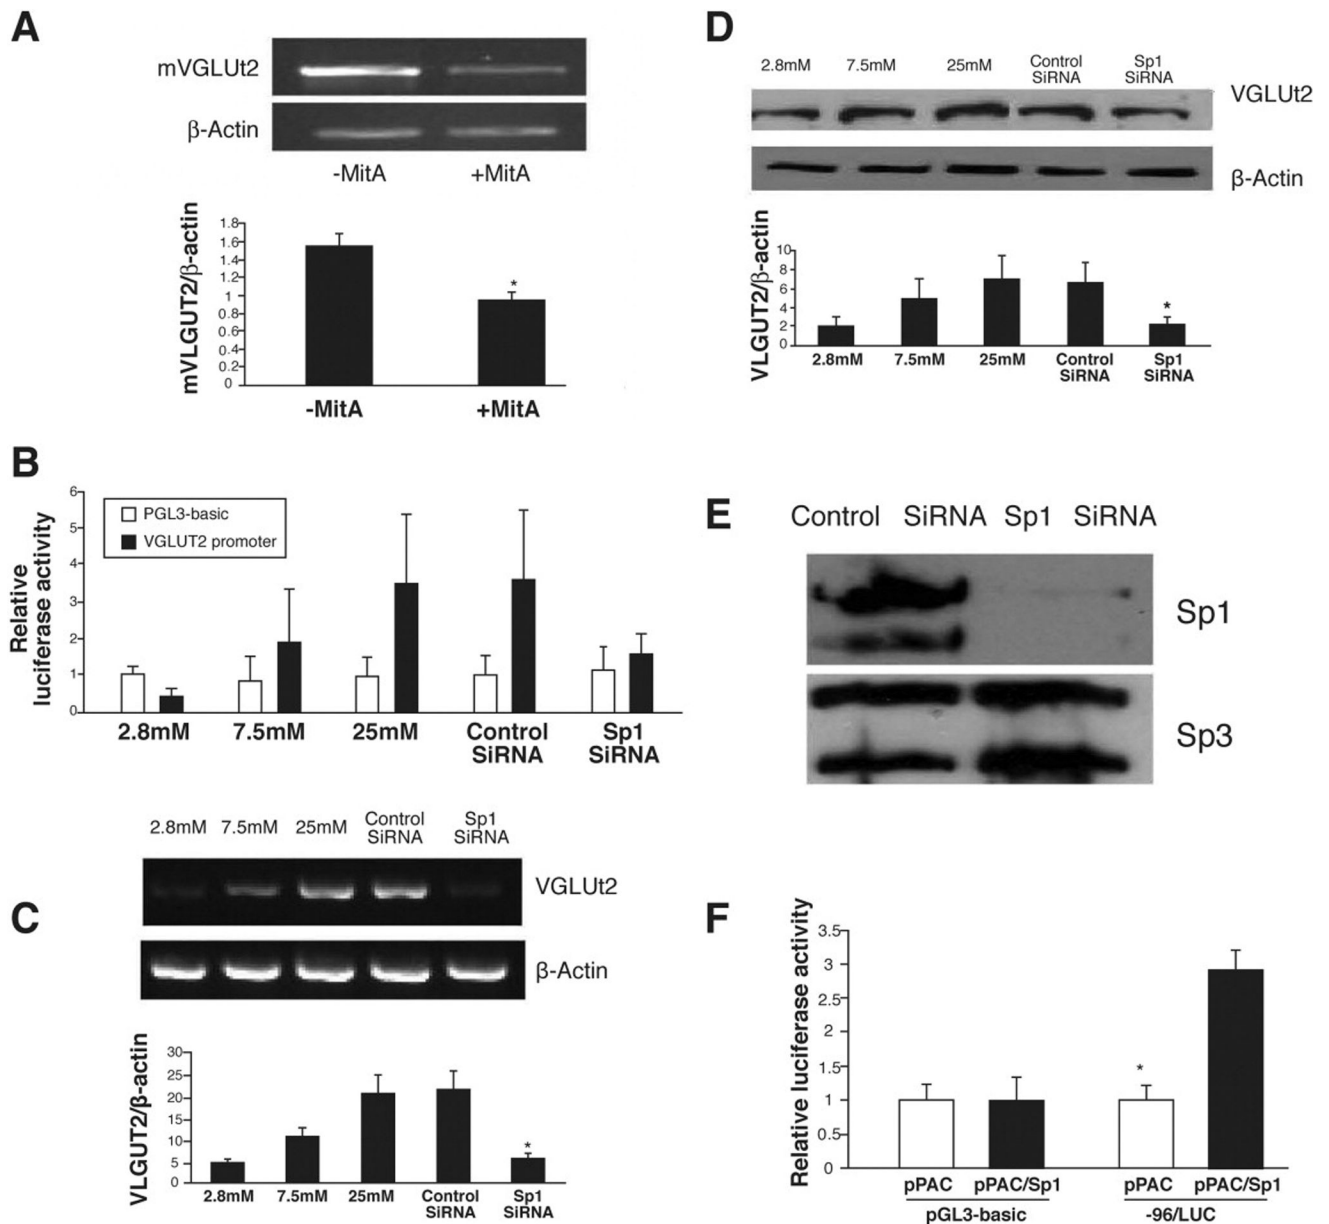 A
mVGLUt2
β-Actin
-MitA +MitA
mVLGUT2/β-actin
1.8
1.6
1.4
1.2
1
0.8
0.6
0.4
0.2
0
*
-MitA +MitA
B
Relative
luciferase activity
6
5
4
3
2
1
0
PGL3-basic
VGLUT2 promoter
2.8mM 7.5mM 25mM Control SiRNA Sp1 SiRNA
C
2.8mM 7.5mM 25mM Control SiRNA Sp1 SiRNA
VGLUt2
β-Actin
VLGUT2/β-actin
30
25
20
15
10
5
0
*
2.8mM 7.5mM 25mM Control SiRNA Sp1 SiRNA
D
2.8mM 7.5mM 25mM Control SiRNA Sp1 SiRNA
VGLUt2
β-Actin
VLGUT2/β-actin
10
8
6
4
2
0
*
2.8mM 7.5mM 25mM Control SiRNA Sp1 SiRNA
E
Control SiRNA Sp1 SiRNA
Sp1
Sp3
F
Relative luciferase activity
3.5
3
2.5
2
1.5
1
0.5
0
*
pPAC pPAC/Sp1 pPAC pPAC/Sp1
pGL3-basic -96/LUC